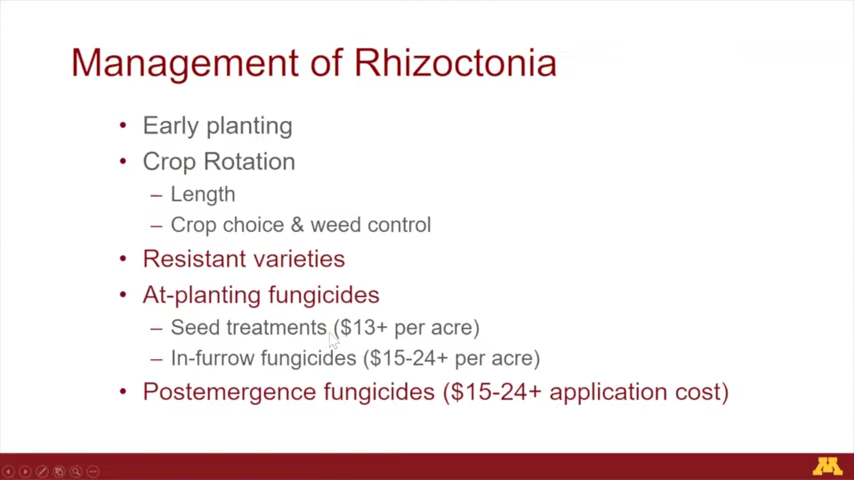 Management of Rhizoctonia
• Early planting
• Crop Rotation
– Length
– Crop choice & weed control
• Resistant varieties
• At-planting fungicides
– Seed treatments ($13+ per acre)
– In-furrow fungicides ($15-24+ per acre)
• Postemergence fungicides ($15-24+ application cost)
M